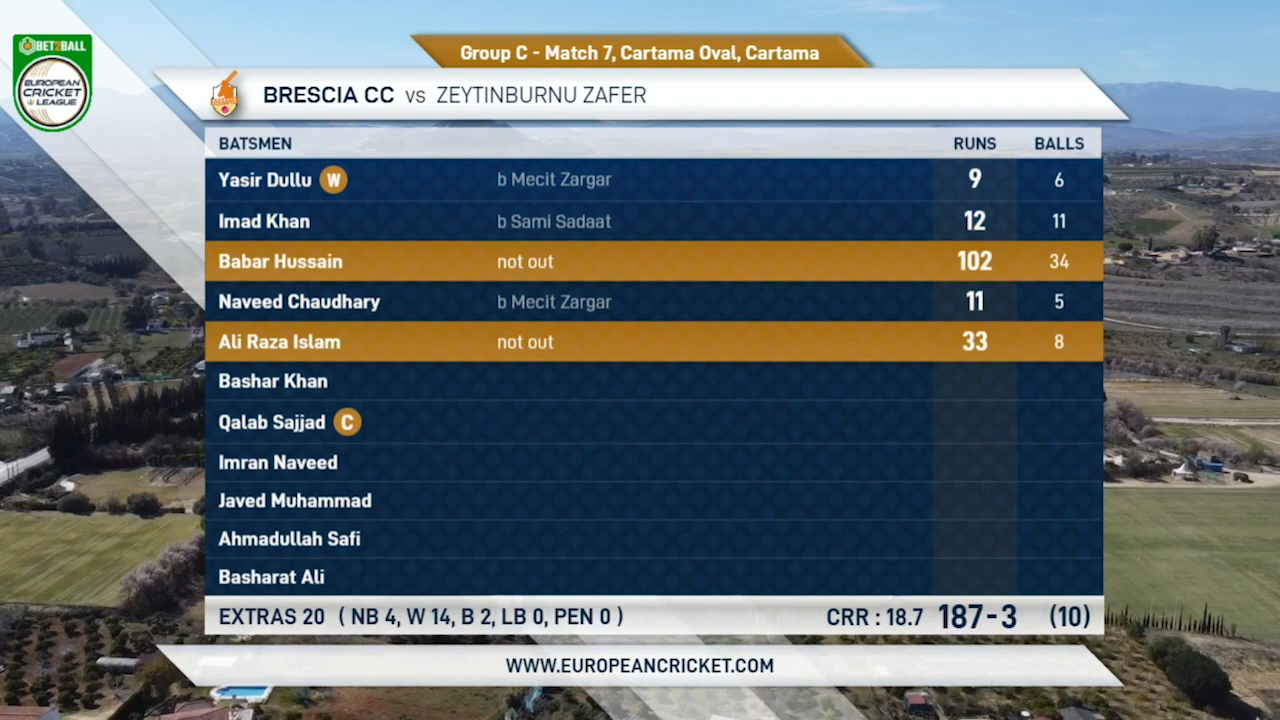 BET2BALL
EUROPEAN
CRICKET
LEAGUE
Group C - Match 7, Cartama Oval, Cartama
BRESCIA CC vs ZEYTINBURNU ZAFER
BATSMEN RUNS BALLS
Yasir Dullu W b Mecit Zargar 9 6
Imad Khan b Sami Sadaat 12 11
Babar Hussain not out 102 34
Naveed Chaudhary b Mecit Zargar 11 5
Ali Raza Islam not out 33 8
Bashar Khan
Qalab Sajjad C
Imran Naveed
Javed Muhammad
Ahmadullah Safi
Basharat Ali
EXTRAS 20 ( NB 4, W 14, B 2, LB 0, PEN 0 ) CRR : 18.7 187-3 (10)
WWW.EUROPEANCRICKET.COM